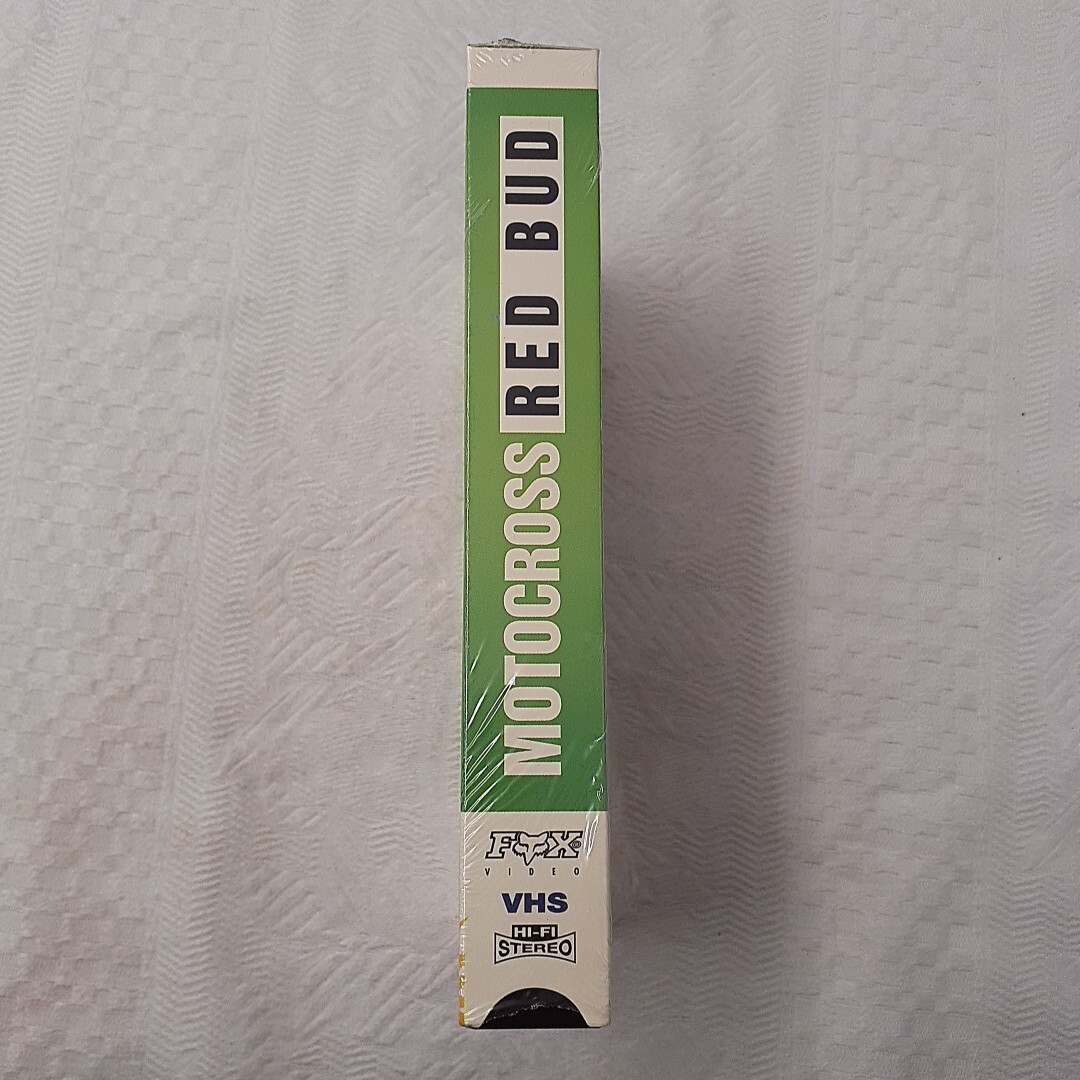 MOTOCROSS RED BUD
FOX
VIDEO
VHS
HI-FI
STEREO